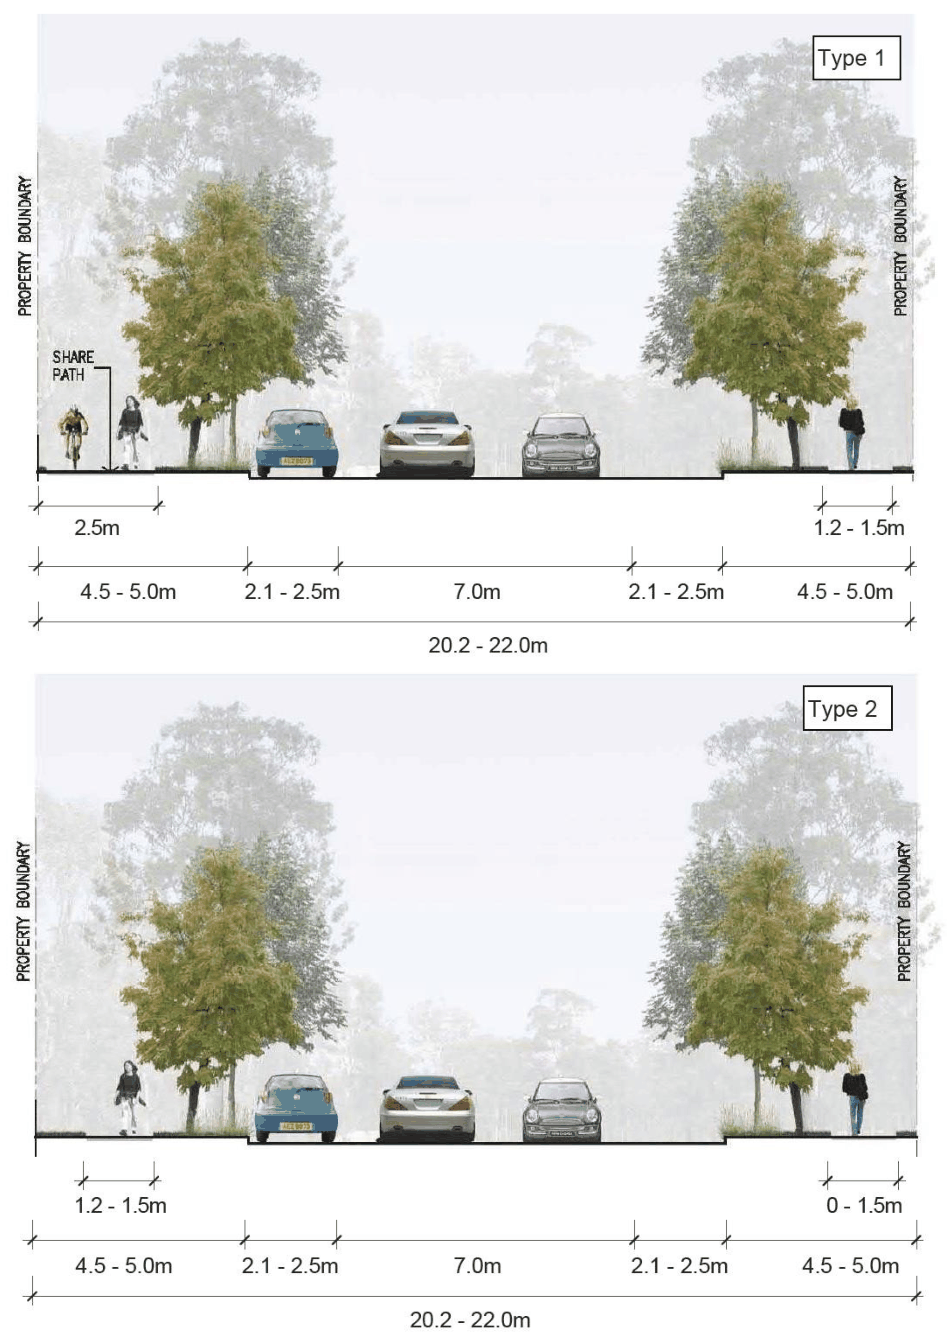 Type 1
PROPERTY BOUNDARY
PROPERTY BOUNDARY
SHARE
PATH
2.5m
1.2 - 1.5m
4.5 - 5.0m
2.1 - 2.5m
7.0m
2.1 - 2.5m
4.5 - 5.0m
20.2 - 22.0m
Type 2
PROPERTY BOUNDARY
PROPERTY BOUNDARY
1.2 - 1.5m
0 - 1.5m
4.5 - 5.0m
2.1 - 2.5m
7.0m
2.1 - 2.5m
4.5 - 5.0m
20.2 - 22.0m